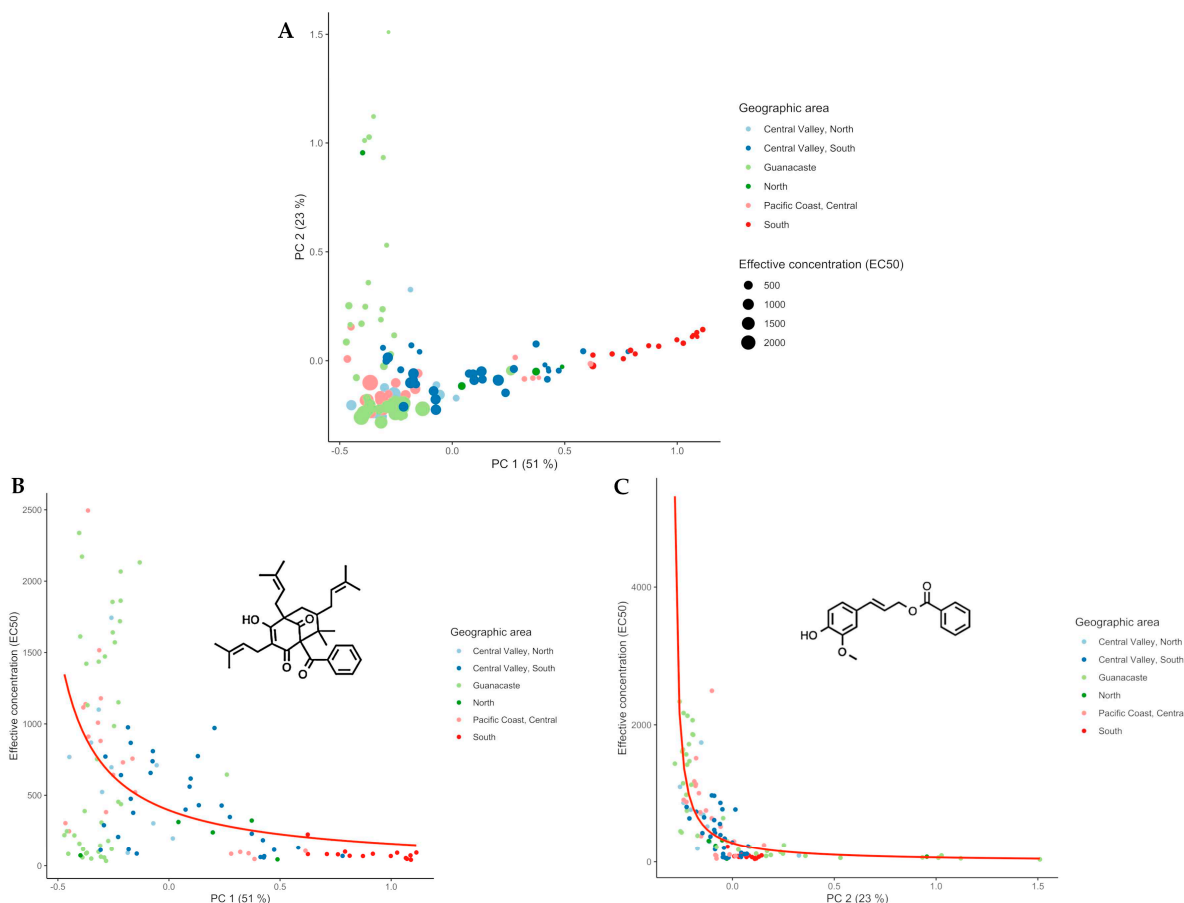 A
1.5
1.0
0.5
0.0
-0.5
0.0
0.5
1.0
PC 2 (23 %)
PC 1 (51 %)
Geographic area
Central Valley, North
Central Valley, South
Guanacaste
North
Pacific Coast, Central
South
Effective concentration (EC50)
500
1000
1500
2000
B
2500
2000
1500
1000
500
0
-0.5
0.0
0.5
1.0
Effective concentration (EC50)
PC 1 (51 %)
HO
O
O
O
Geographic area
Central Valley, North
Central Valley, South
Guanacaste
North
Pacific Coast, Central
South
C
4000
2000
0
0.0
0.5
1.0
1.5
Effective concentration (EC50)
PC 2 (23 %)
O
O
HO
O
Geographic area
Central Valley, North
Central Valley, South
Guanacaste
North
Pacific Coast, Central
South